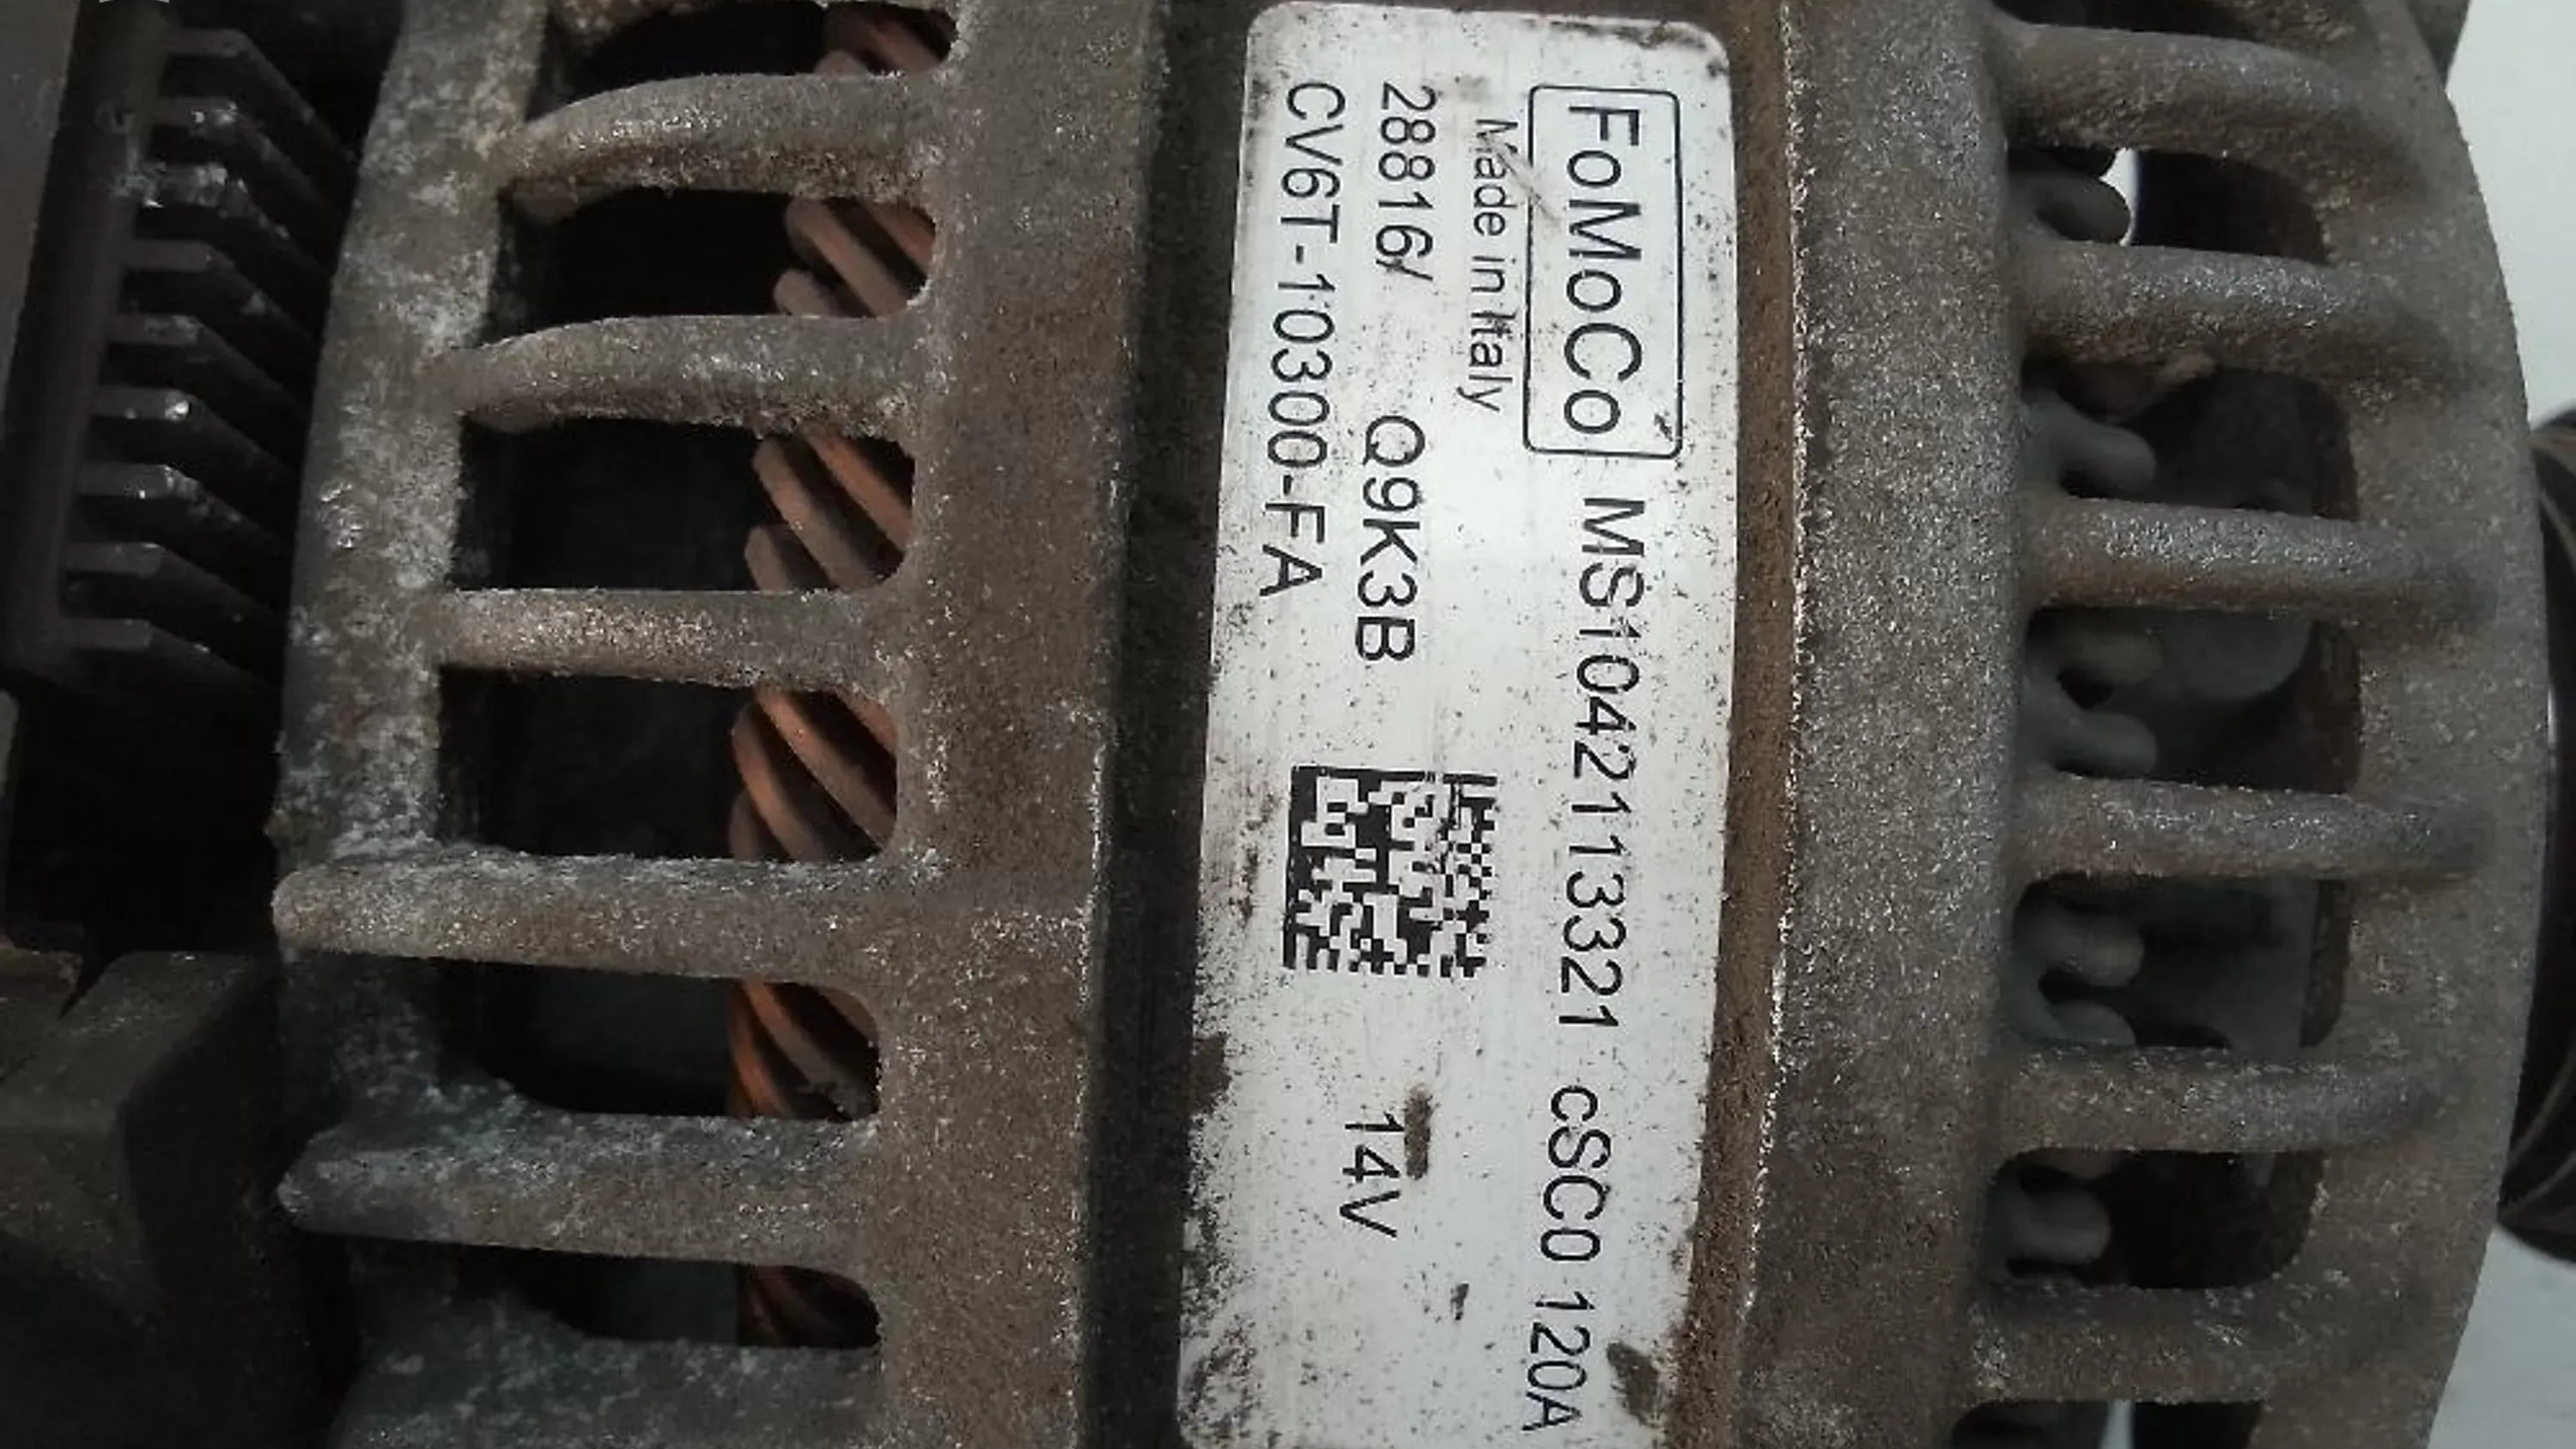 FoMoCo MS1042113321 cSC0 120A
Made in Italy
28816/ Q9K3B 14V
CV6T-10300-FA